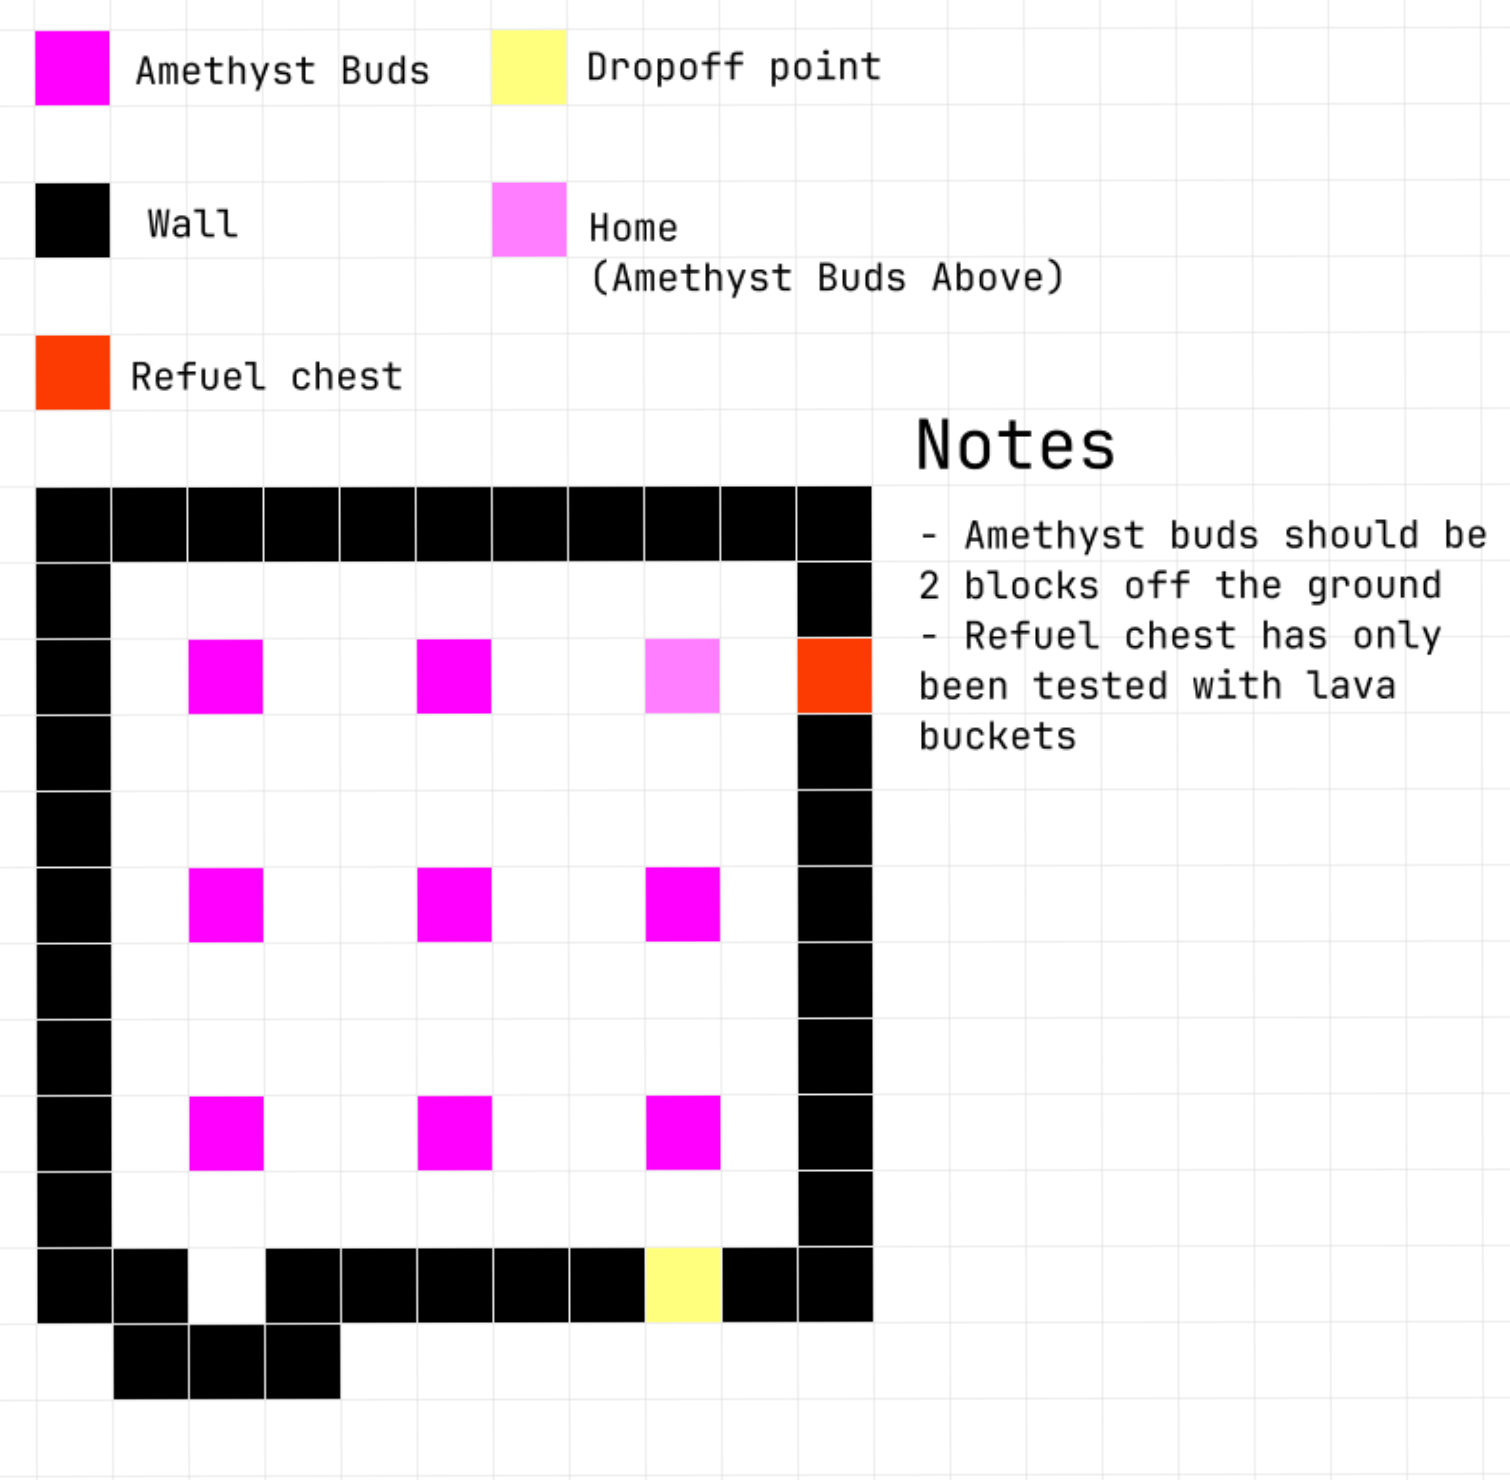 Amethyst Buds
Dropoff point
Wall
Home
(Amethyst Buds Above)
Refuel chest
Notes
- Amethyst buds should be
2 blocks off the ground
- Refuel chest has only
been tested with lava
buckets